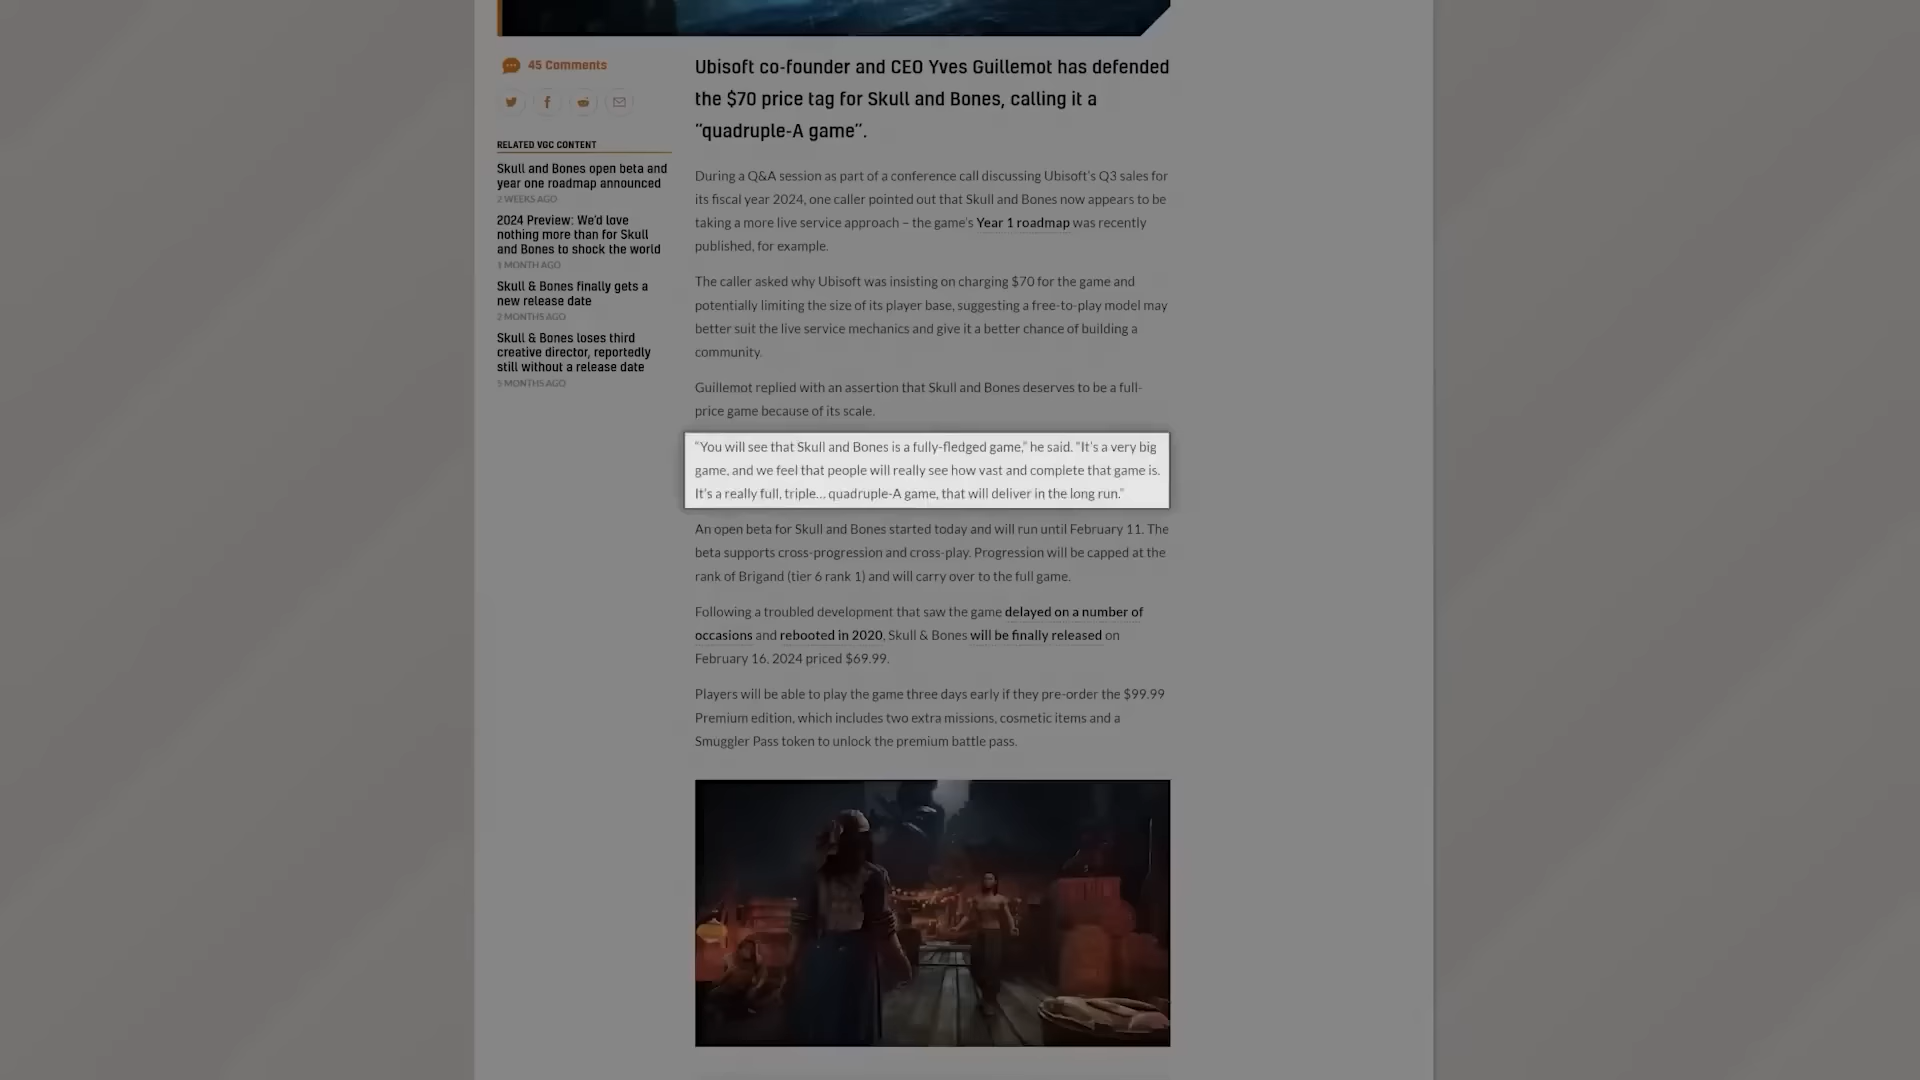 45 Comments
RELATED VGC CONTENT
Skull and Bones open beta and
year one roadmap announced
2 WEEKS AGO
2024 Preview: We'd love
nothing more than for Skull
and Bones to shock the world
1 MONTH AGO
Skull & Bones finally gets a
new release date
2 MONTHS AGO
Skull & Bones loses third
creative director, reportedly
still without a release date
5 MONTHS AGO
Ubisoft co-founder and CEO Yves Guillemot has defended
the $70 price tag for Skull and Bones, calling it a
“quadruple-A game”.
During a Q&A session as part of a conference call discussing Ubisoft's Q3 sales for
its fiscal year 2024, one caller pointed out that Skull and Bones now appears to be
taking a more live service approach – the game's Year 1 roadmap was recently
published, for example.
The caller asked why Ubisoft was insisting on charging $70 for the game and
potentially limiting the size of its player base, suggesting a free-to-play model may
better suit the live service mechanics and give it a better chance of building a
community.
Guillemot replied with an assertion that Skull and Bones deserves to be a full-
price game because of its scale.
“You will see that Skull and Bones is a fully-fledged game,” he said. “It's a very big
game, and we feel that people will really see how vast and complete that game is.
It's a really full, triple… quadruple-A game, that will deliver in the long run.”
An open beta for Skull and Bones started today and will run until February 11. The
beta supports cross-progression and cross-play. Progression will be capped at the
rank of Brigand (tier 6 rank 1) and will carry over to the full game.
Following a troubled development that saw the game delayed on a number of
occasions and rebooted in 2020, Skull & Bones will be finally released on
February 16, 2024 priced $69.99.
Players will be able to play the game three days early if they pre-order the $99.99
Premium edition, which includes two extra missions, cosmetic items and a
Smuggler Pass token to unlock the premium battle pass.